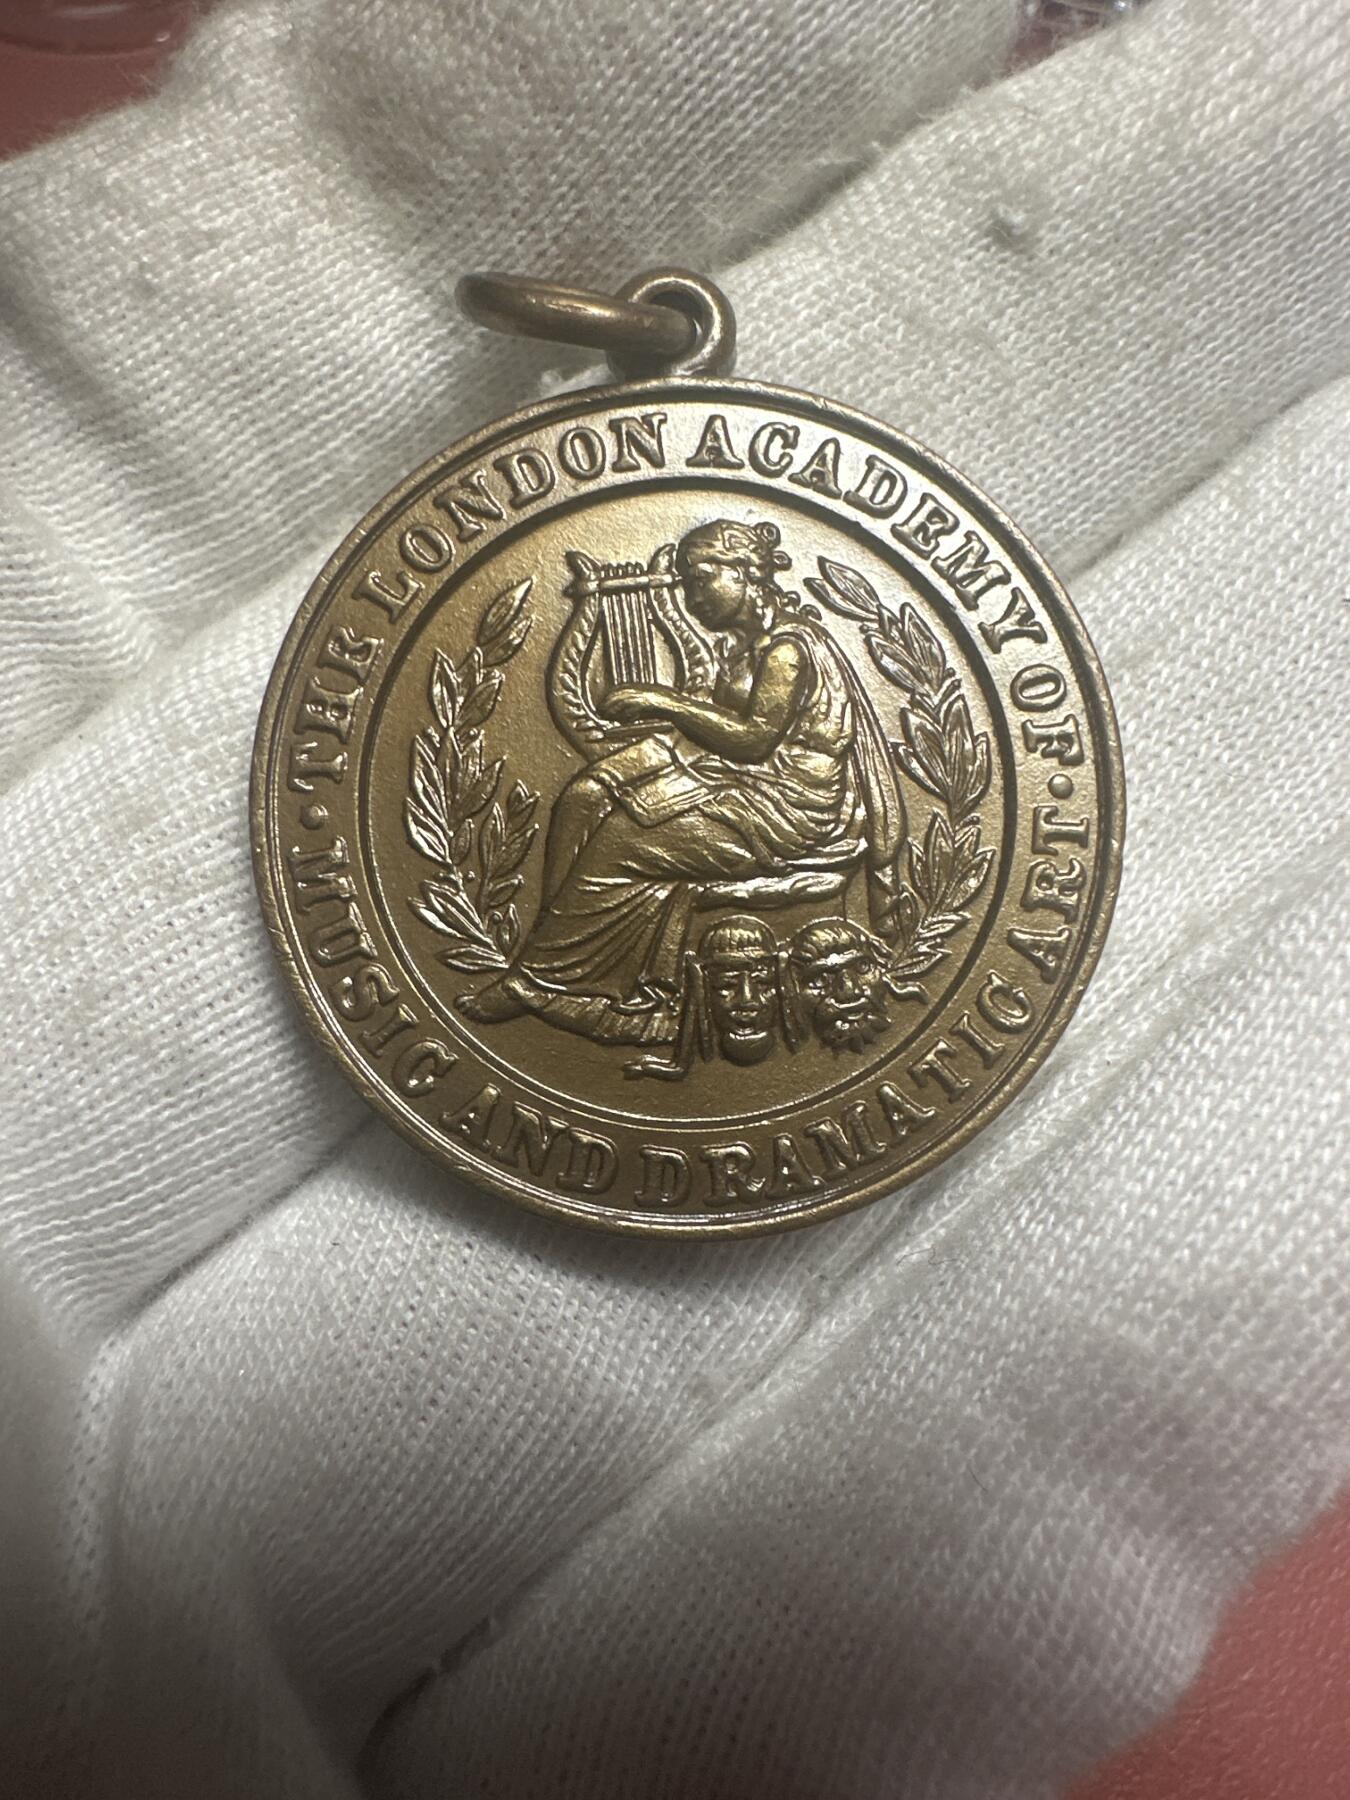 THE LONDON ACADEMY OF
MUSIC AND DRAMATIC ART